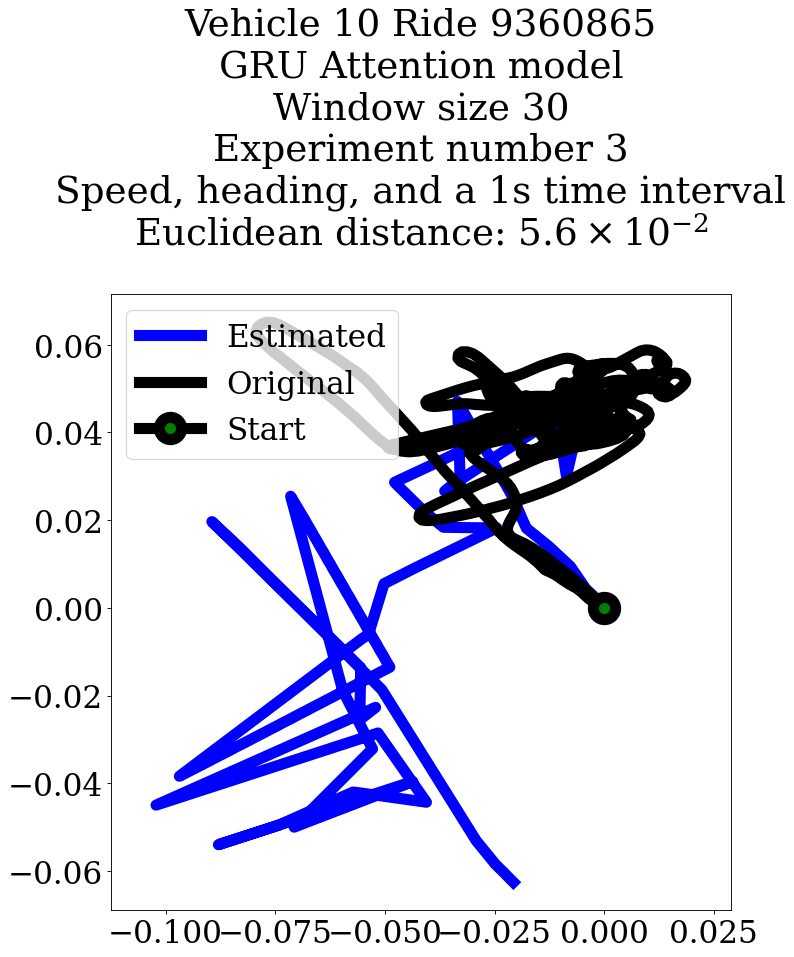 Vehicle 10 Ride 9360865
GRU Attention model
Window size 30
Experiment number 3
Speed, heading, and a 1s time interval
Euclidean distance: 5.6 × 10⁻²
Estimated
Original
Start
0.06
0.04
0.02
0.00
−0.02
−0.04
−0.06
−0.100 −0.075 −0.050 −0.025 0.000 0.025